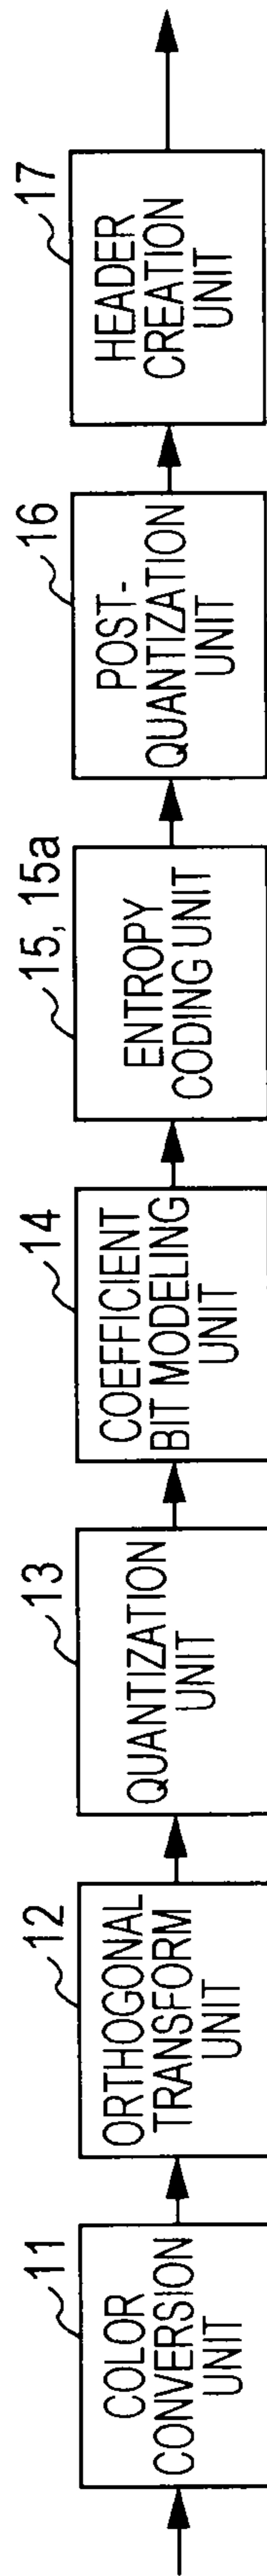 11
COLOR
CONVERSION
UNIT
12
ORTHOGONAL
TRANSFORM
UNIT
13
QUANTIZATION
UNIT
14
COEFFICIENT
BIT MODELING
UNIT
15, 15a
ENTROPY
CODING UNIT
16
POST-
QUANTIZATION
UNIT
17
HEADER
CREATION
UNIT